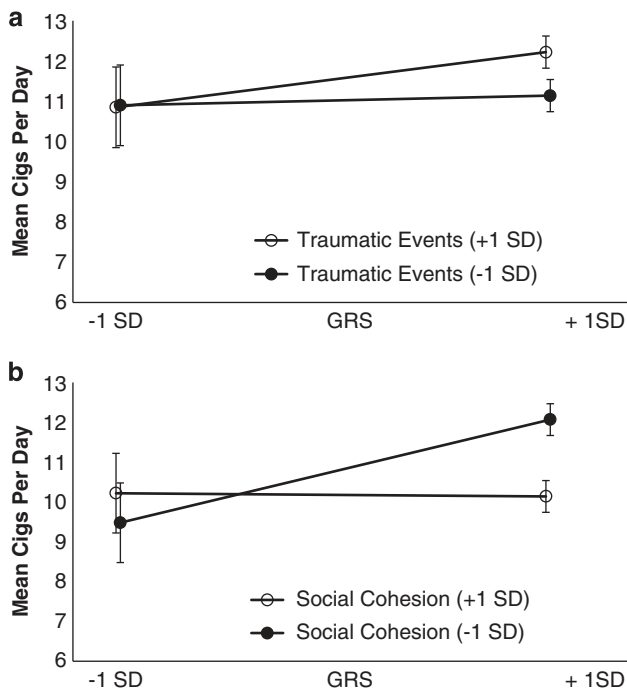 a
13
12
11
10
9
8
7
6
Mean Cigs Per Day
Traumatic Events (+1 SD)
Traumatic Events (-1 SD)
-1 SD GRS + 1SD
b
13
12
11
10
9
8
7
6
Mean Cigs Per Day
Social Cohesion (+1 SD)
Social Cohesion (-1 SD)
-1 SD GRS + 1SD